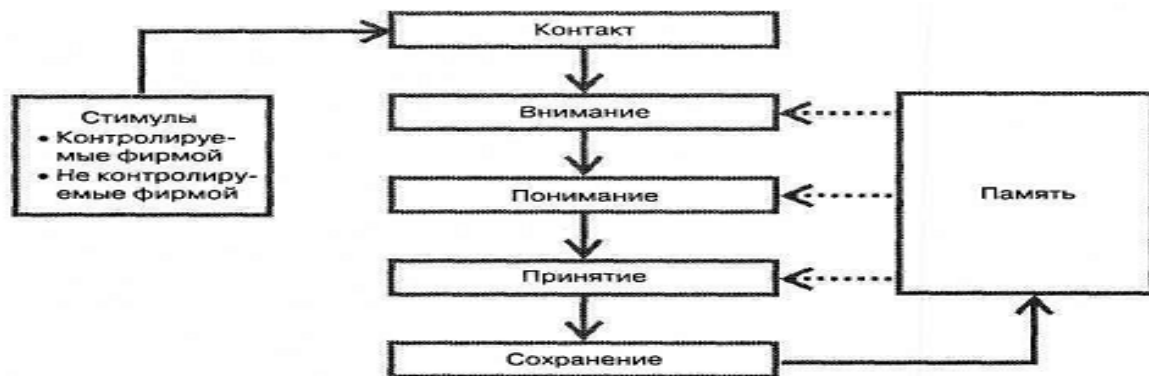 Контакт
Стимулы
• Контролируе-
мые фирмой
• Не контролиру-
емые фирмой
Внимание
Понимание
Принятие
Сохранение
Память